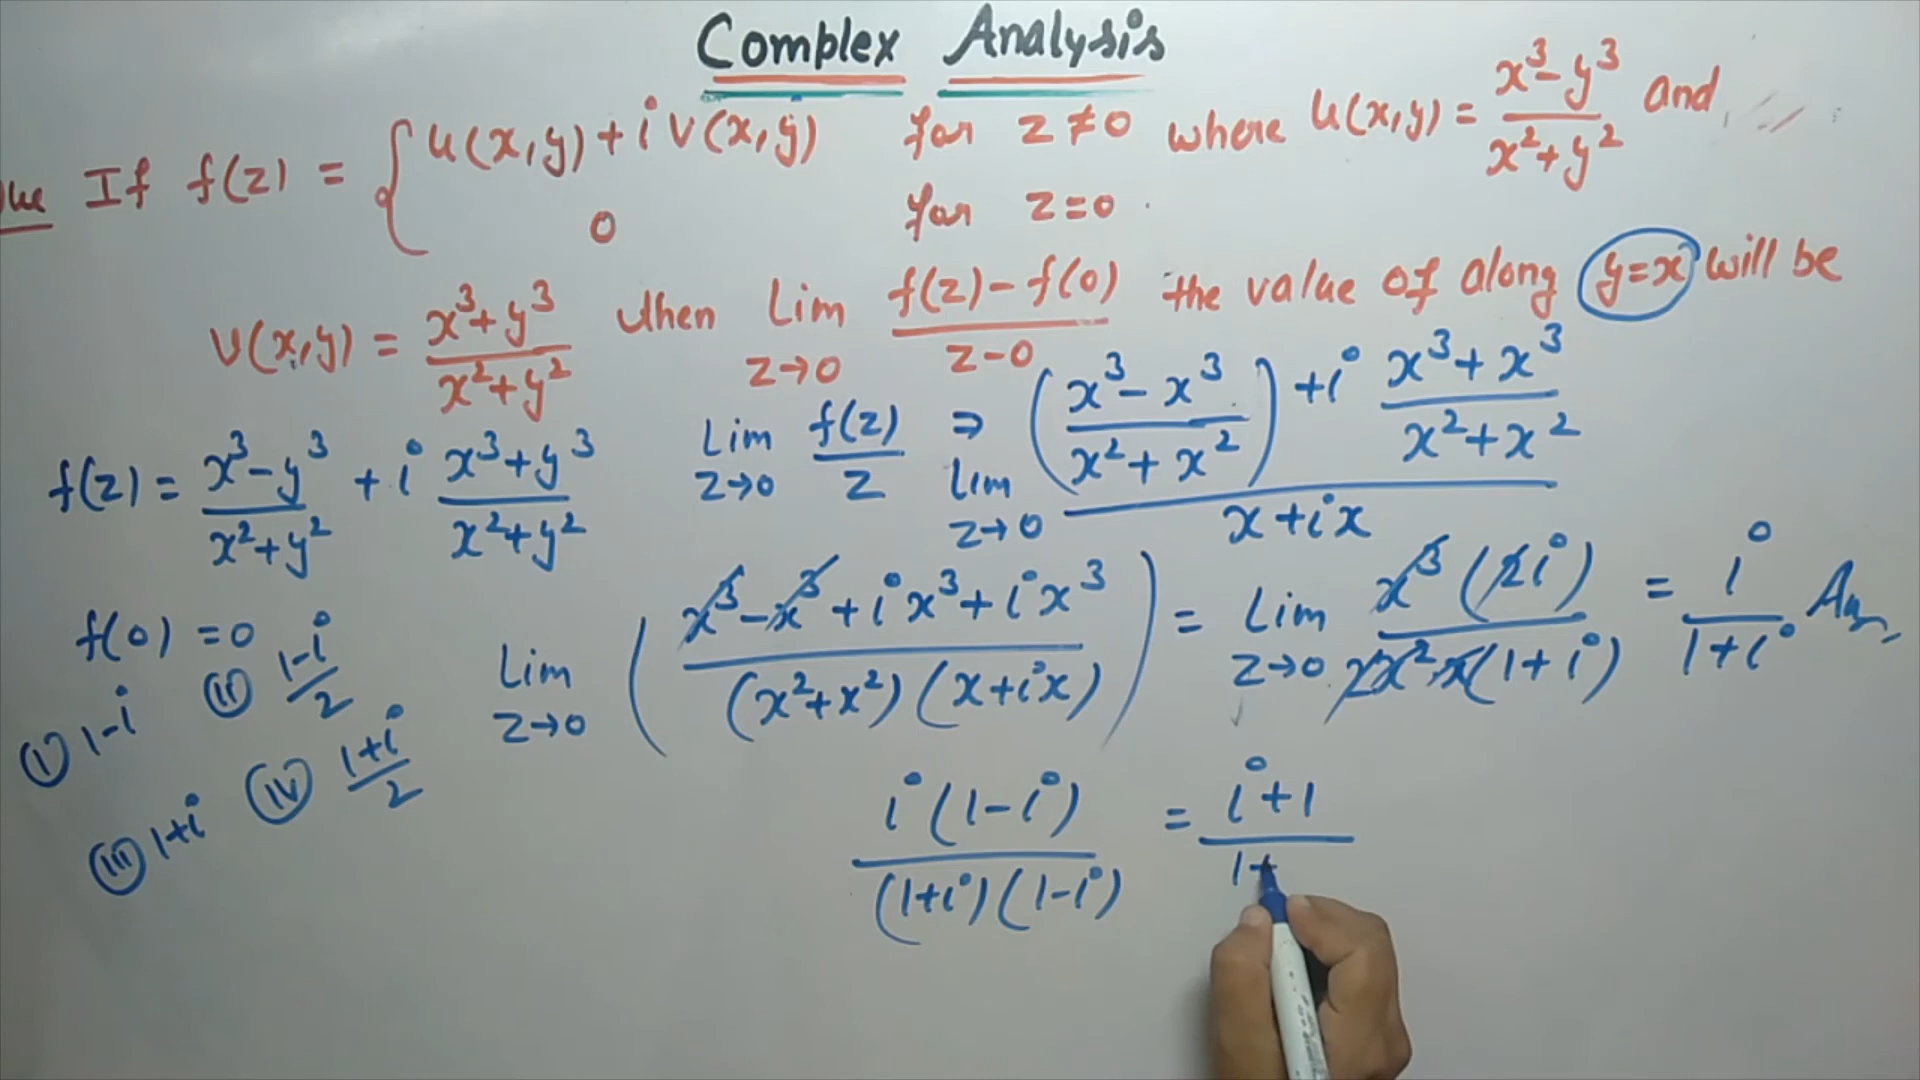 Complex Analysis
If f(z) = { u(x,y) + i v(x,y) for z ≠ 0 where u(x,y) = (x³ - y³)/(x² + y²) and
0 for z = 0
v(x,y) = (x³ + y³)/(x² + y²) then Lim z→0 (f(z) - f(0))/(z - 0) the value of along y=x will be
f(z) = (x³ - y³)/(x² + y²) + i (x³ + y³)/(x² + y²)
Lim z→0 f(z)/z ⇒ Lim z→0 (((x³ - x³)/(x² + x²)) + i (x³ + x³)/(x² + x²))/(x + ix)
f(0) = 0
Lim z→0 ((x³ - x³ + ix³ + ix³)/((x² + x²)(x + ix))) = Lim z→0 (x³(2i))/(2x².x(1 + i)) = i/(1 + i) Ans
(i) 1-i (ii) (1-i)/2
(iii) 1+i (iv) (1+i)/2
(i(1-i))/((1+i)(1-i)) = (i+1)/(1+